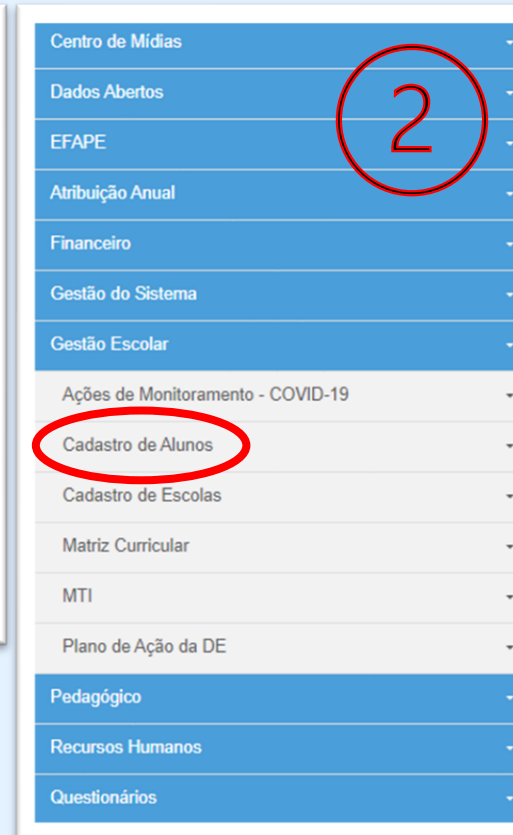 Centro de Mídias
Dados Abertos
2
EFAPE
Atribuição Anual
Financeiro
Gestão do Sistema
Gestão Escolar
Ações de Monitoramento - COVID-19
Cadastro de Alunos
Cadastro de Escolas
Matriz Curricular
MTI
Plano de Ação da DE
Pedagógico
Recursos Humanos
Questionários